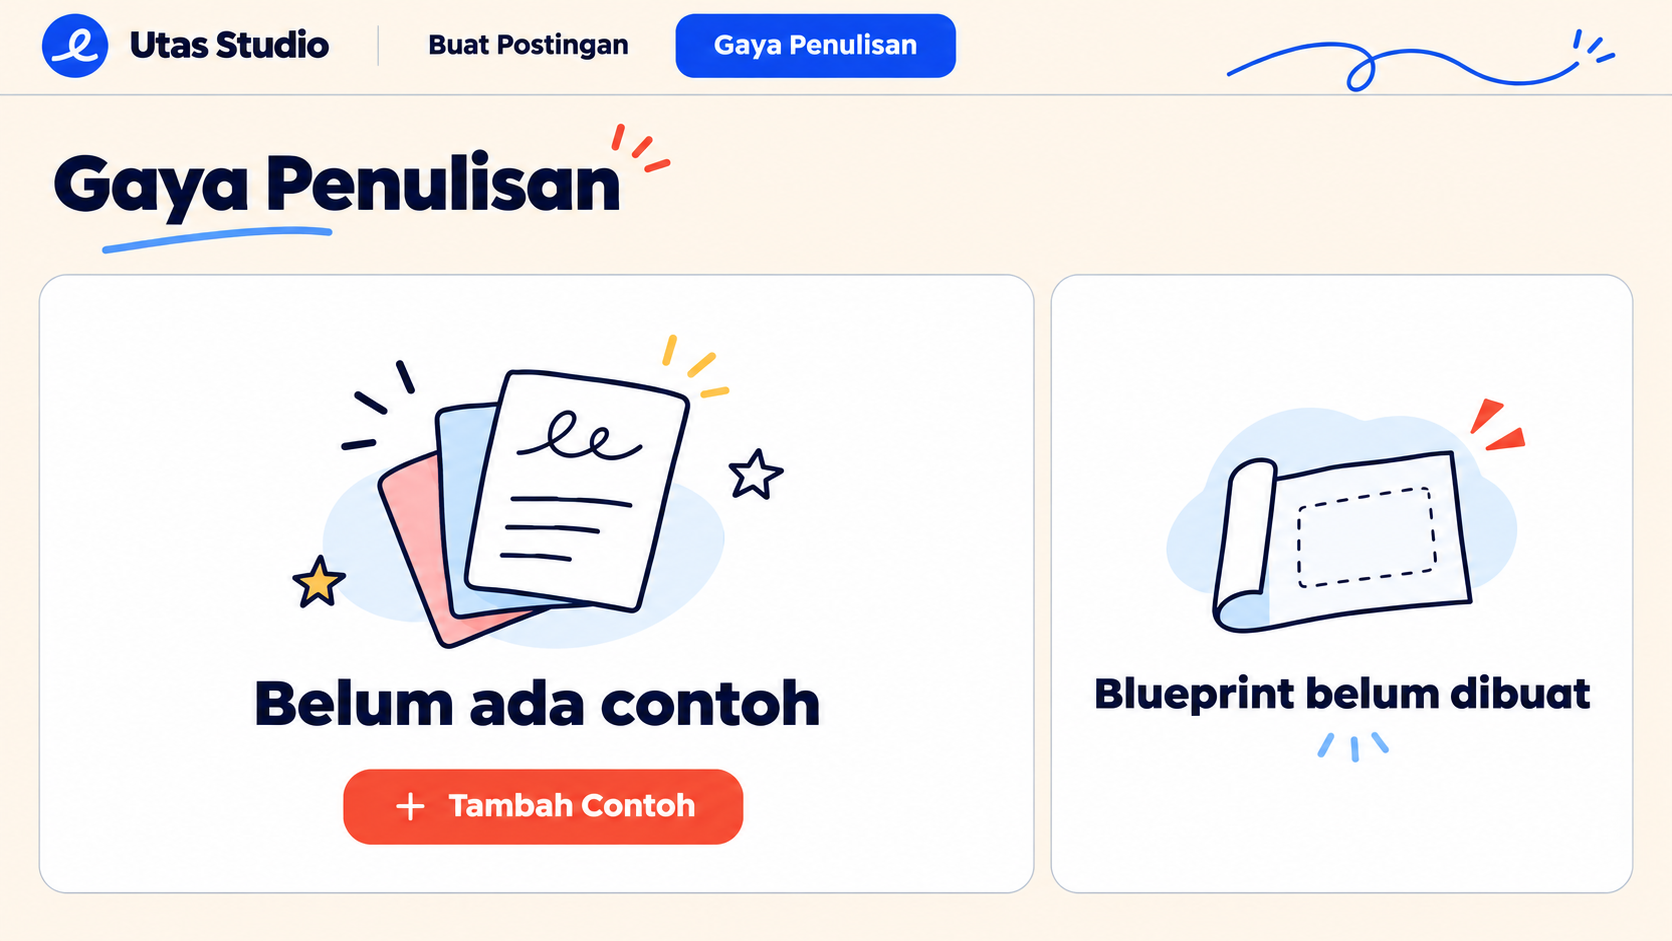 Utas Studio
Buat Postingan
Gaya Penulisan
Gaya Penulisan
Belum ada contoh
+ Tambah Contoh
Blueprint belum dibuat